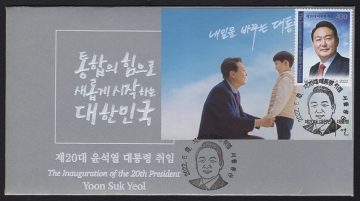 통합의 힘으로
새롭게 시작하는
대한민국
제20대 윤석열 대통령 취임
The Inauguration of the 20th President
Yoon Suk Yeol
내일을 바꾸는 대통
430